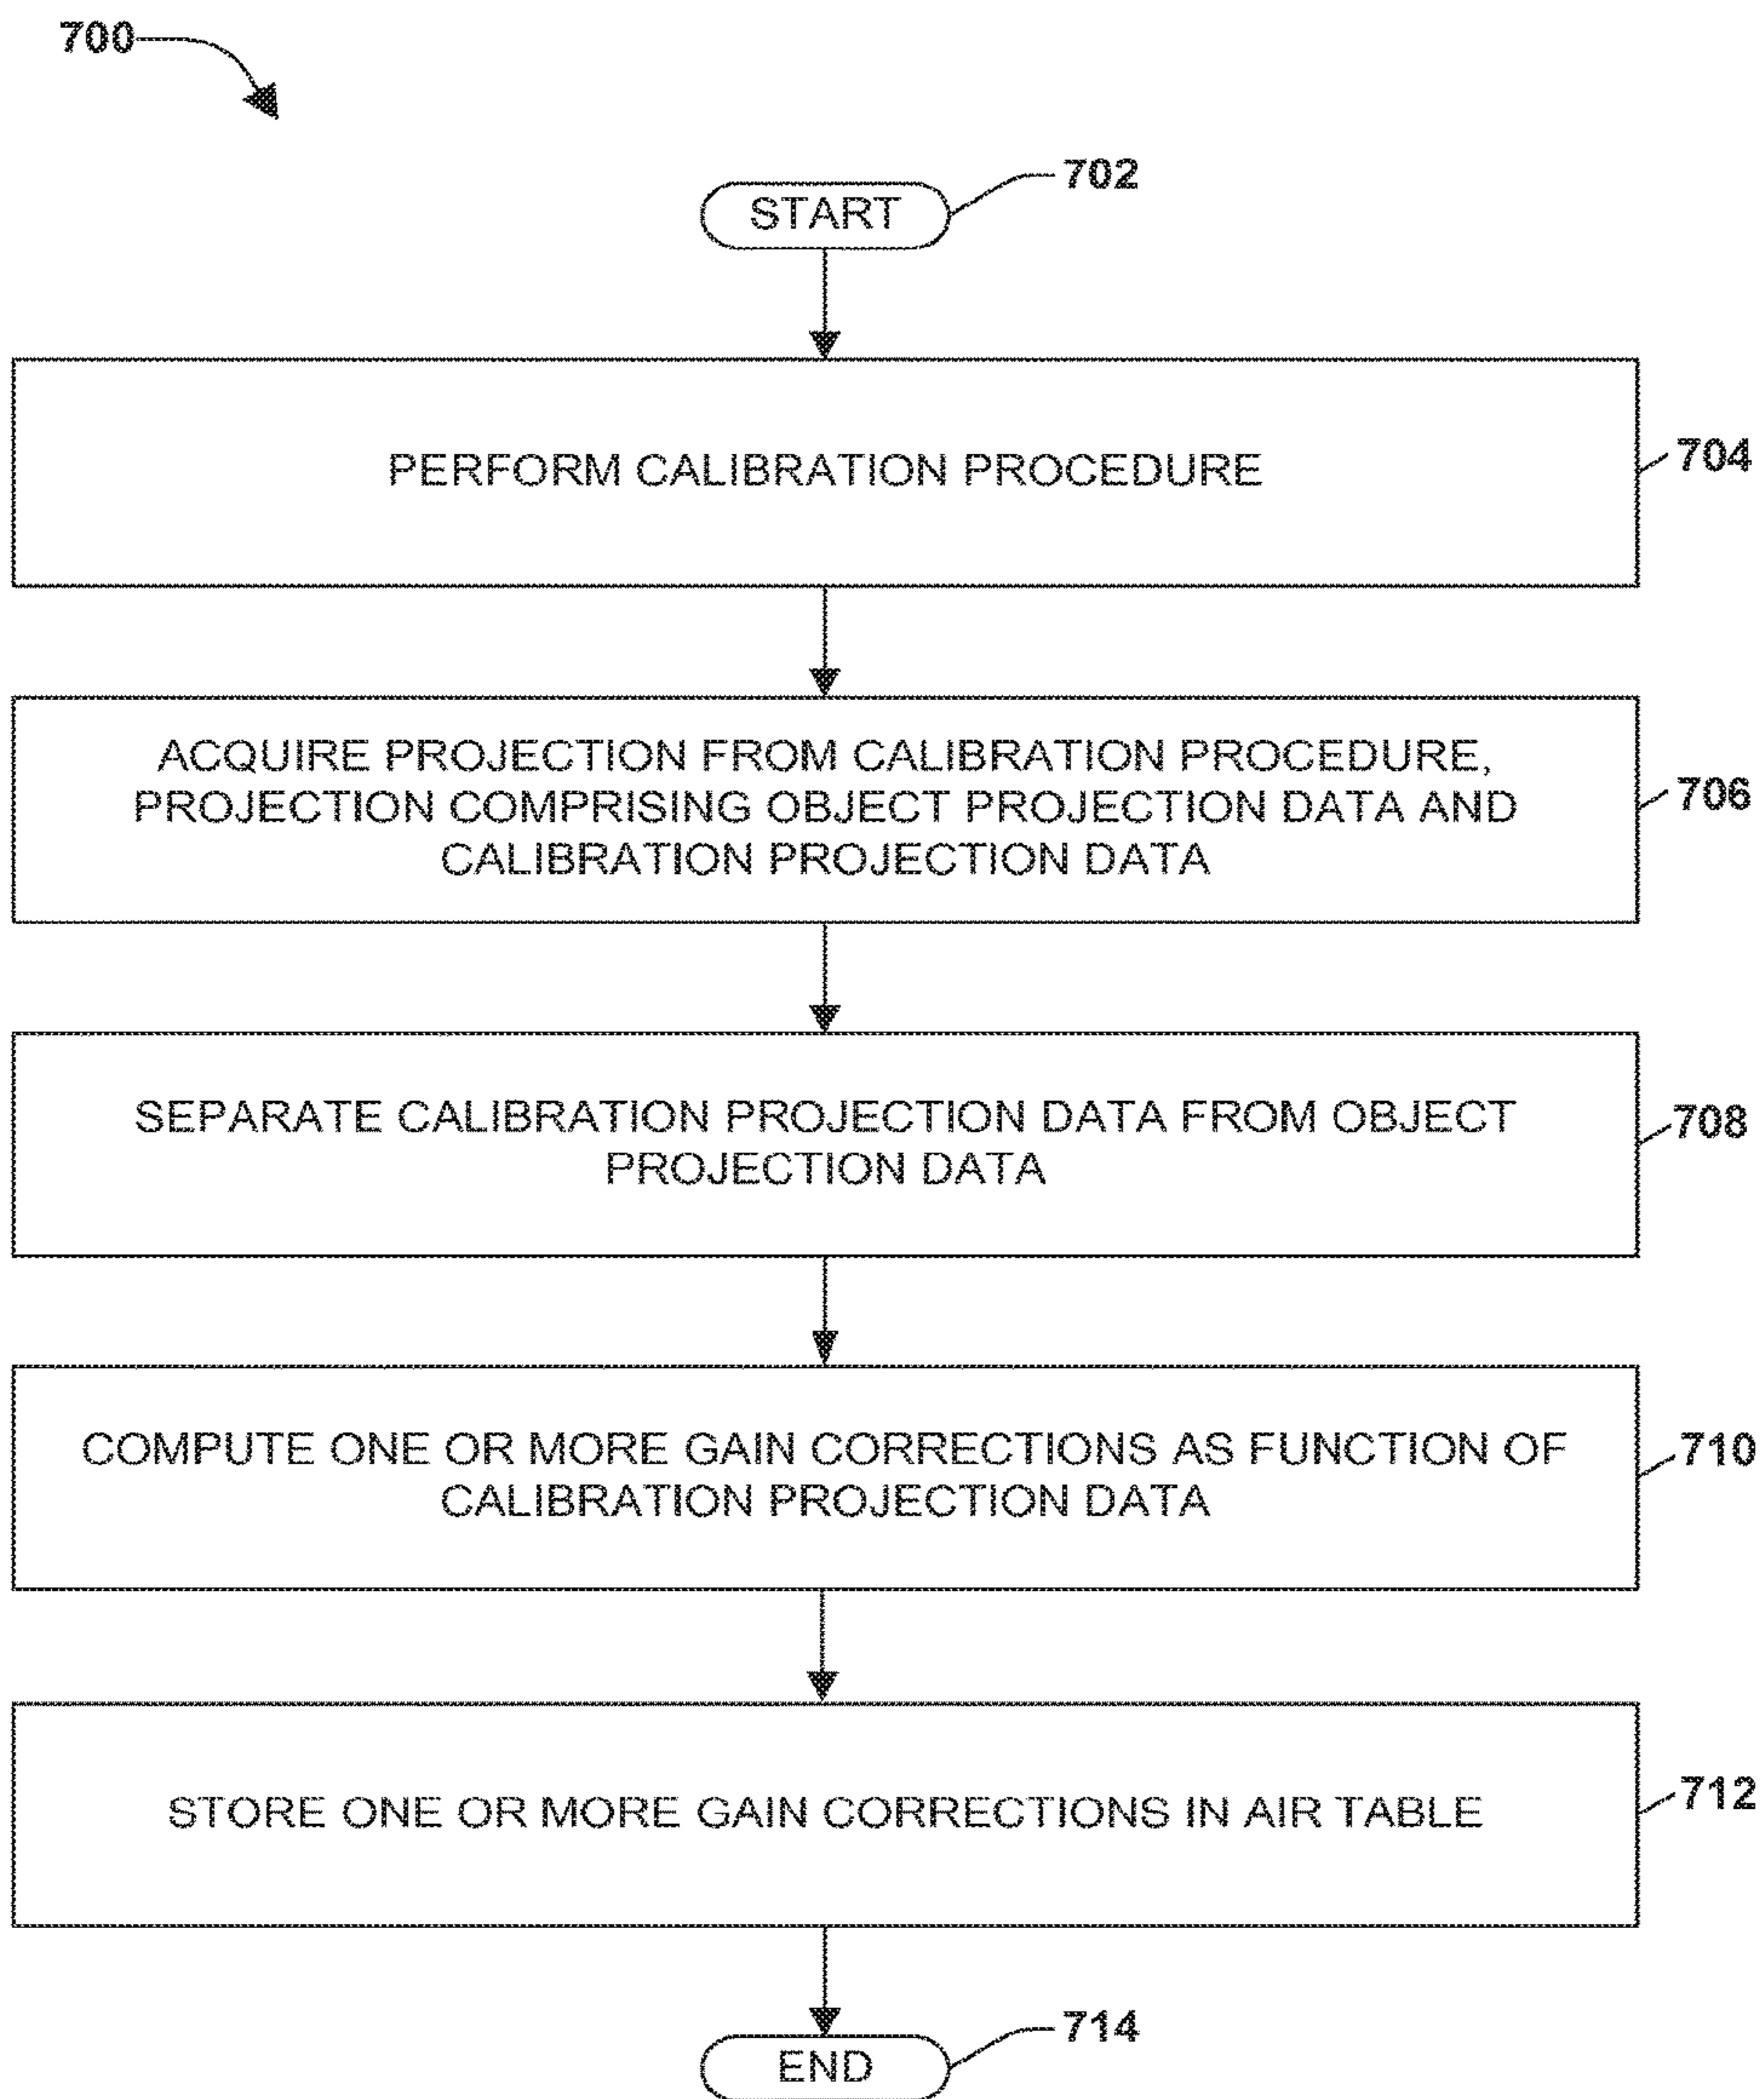 700
702
START
PERFORM CALIBRATION PROCEDURE
704
ACQUIRE PROJECTION FROM CALIBRATION PROCEDURE,
PROJECTION COMPRISING OBJECT PROJECTION DATA AND
CALIBRATION PROJECTION DATA
706
SEPARATE CALIBRATION PROJECTION DATA FROM OBJECT
PROJECTION DATA
708
COMPUTE ONE OR MORE GAIN CORRECTIONS AS FUNCTION OF
CALIBRATION PROJECTION DATA
710
STORE ONE OR MORE GAIN CORRECTIONS IN AIR TABLE
712
714
END